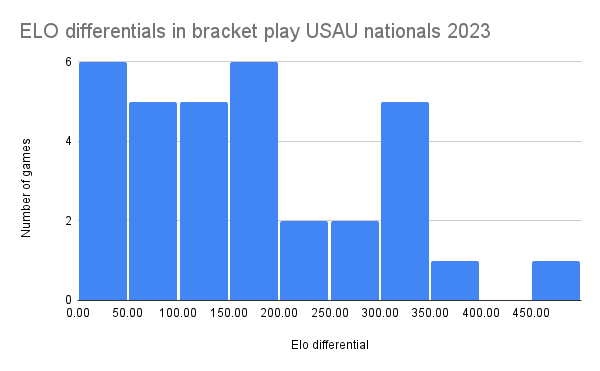 ELO differentials in bracket play USAU nationals 2023
Number of games
6
4
2
0
0.00 50.00 100.00 150.00 200.00 250.00 300.00 350.00 400.00 450.00
Elo differential